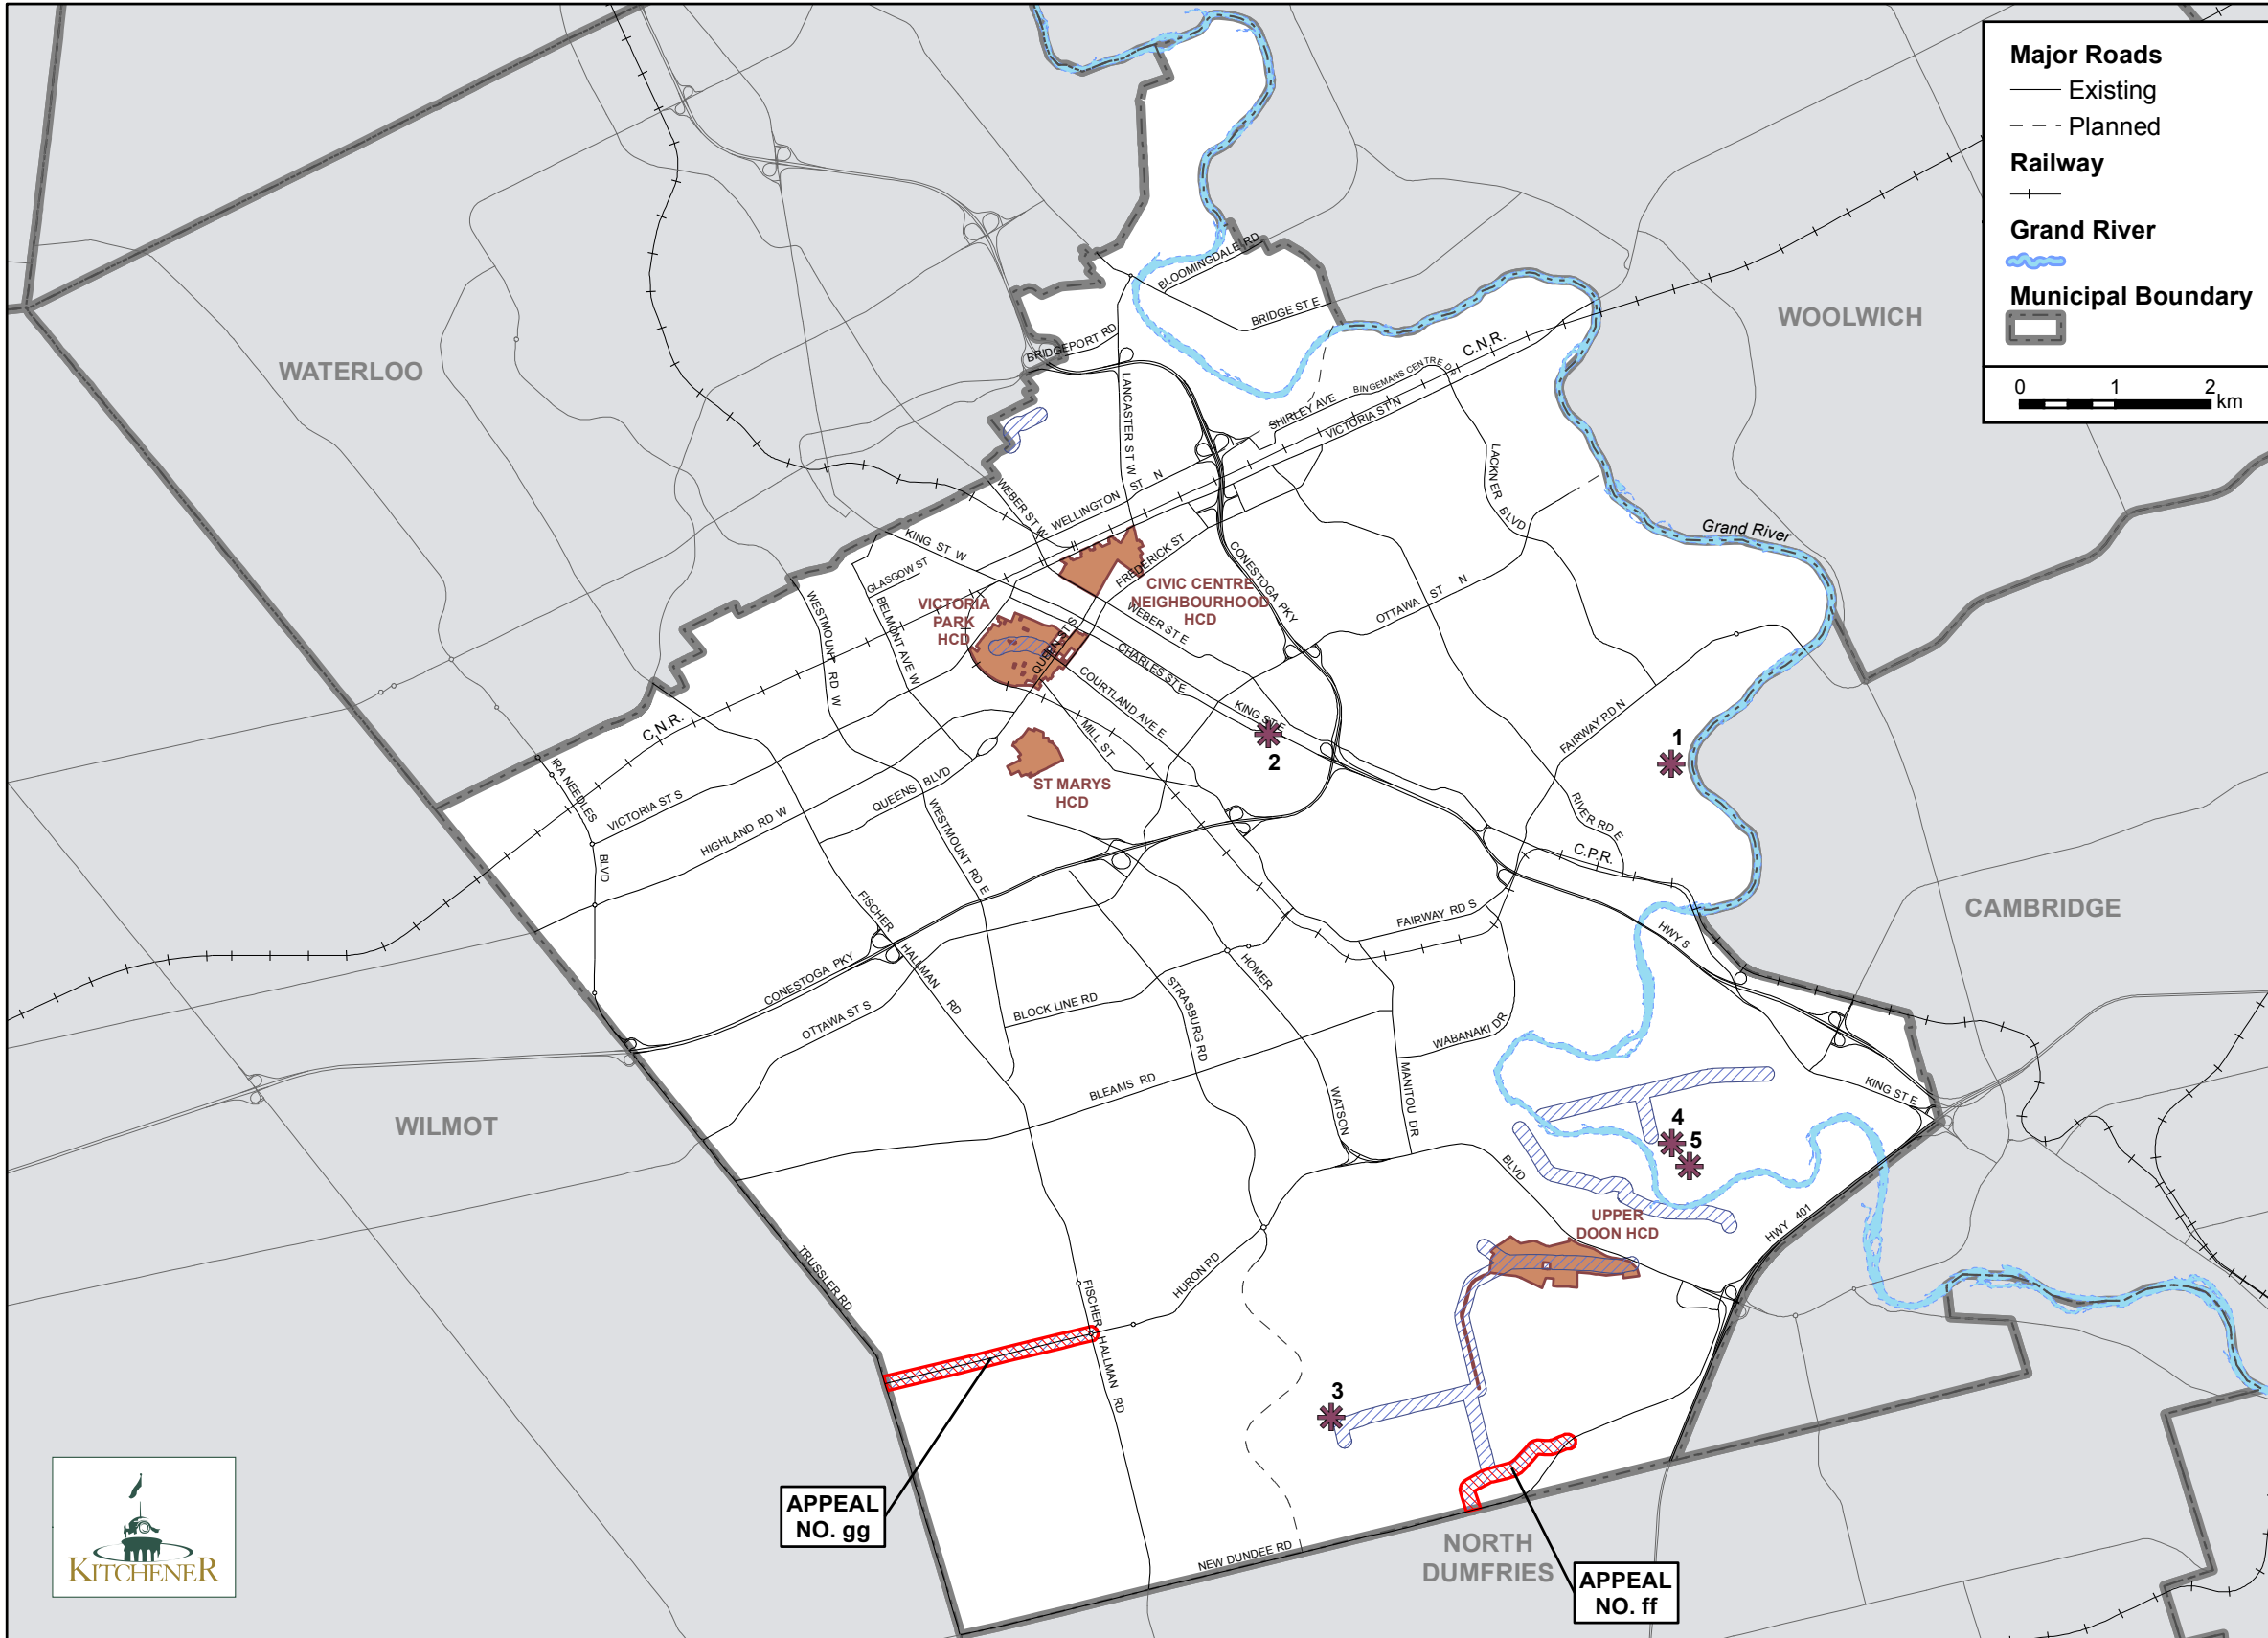 Major Roads
Existing
Planned
Railway
Grand River
Municipal Boundary
0 1 2 km
WATERLOO
WOOLWICH
CAMBRIDGE
WILMOT
NORTH
DUMFRIES
BLOOMINGDALE RD
BRIDGE ST E
BRIDGEPORT RD
LANCASTER ST W
C.N.R.
BINGEMANS CENTRE DR
SHIRLEY AVE
VICTORIA ST N
LACKNER BLVD
WELLINGTON ST N
WEBER ST W
KING ST W
GLASGOW ST
BELMONT AVE W
WESTMOUNT RD W
FREDERICK ST
CONESTOGA PKY
OTTAWA ST N
Grand River
VICTORIA
PARK
HCD
CIVIC CENTRE
NEIGHBOURHOOD
HCD
QUEEN ST S
WEBER ST E
CHARLES ST E
COURTLAND AVE E
KING ST E
MILL ST
2
1
FAIRWAY RD N
RIVER RD E
C.P.R.
C.N.R.
IRA NEEDLES
BLVD
VICTORIA ST S
HIGHLAND RD W
QUEENS BLVD
ST MARYS
HCD
WESTMOUNT RD E
FISCHER
HALLMAN
RD
CONESTOGA PKY
OTTAWA ST S
BLOCK LINE RD
STRASBURG RD
HOMER
WATSON
BLVD
FAIRWAY RD S
WABANAKI DR
MANITOU DR
BLEAMS RD
HWY 8
KING ST E
4
5
HWY 401
UPPER
DOON HCD
TRUSSLER RD
HURON RD
FISCHER
HALLMAN RD
3
NEW DUNDEE RD
APPEAL
NO. gg
APPEAL
NO. ff
KITCHENER